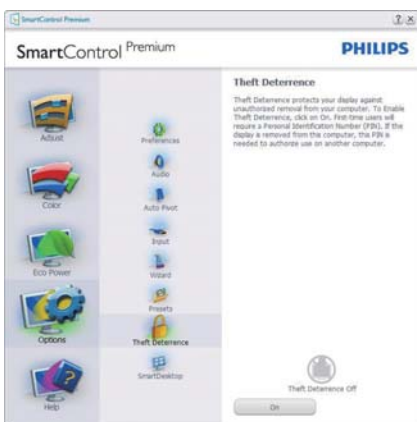 SmartControl Premium
SmartControl Premium
PHILIPS
Adjust
Color
Eco Power
Options
Help
Preferences
Audio
Auto Pivot
Input
Wizard
Presets
Theft Deterrence
SmartDesktop
Theft Deterrence
Theft Deterrence protects your display against
unauthorized removal from your computer. To Enable
Theft Deterrence, click on On. First-time users will
require a Personal Identification Number (PIN). If the
display is removed from this computer, this PIN is
needed to authorize use on another computer.
Theft Deterrence Off
On